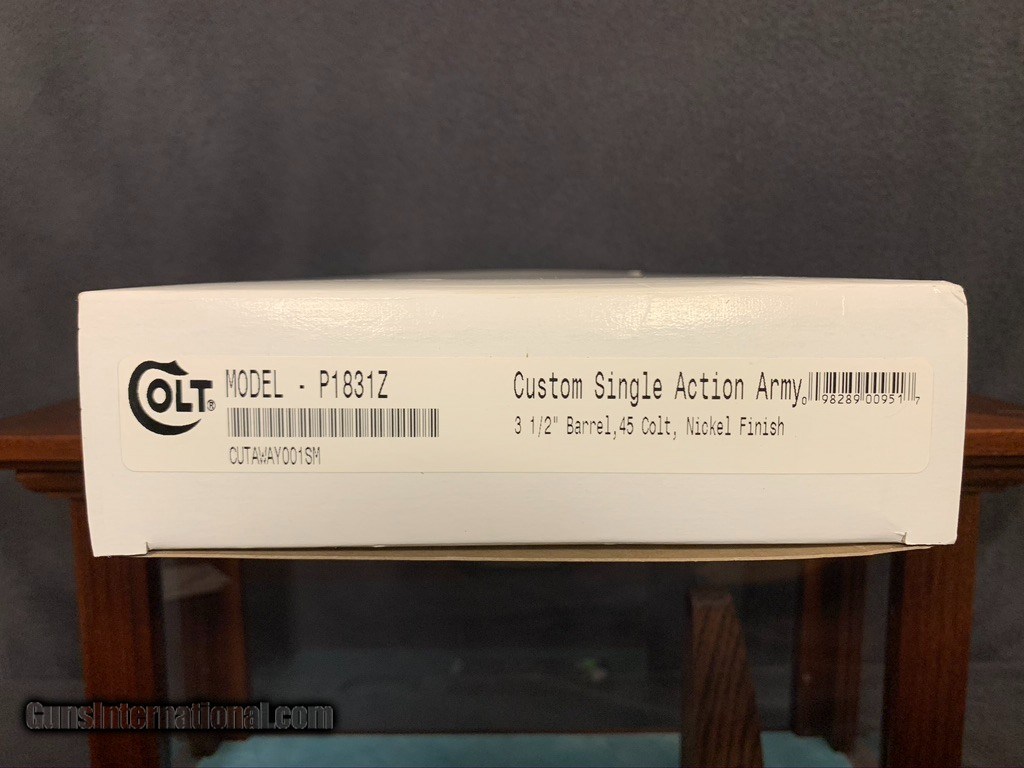 COLT®
MODEL - P1831Z
CUTAWAY001SM
Custom Single Action Army
3 1/2" Barrel,45 Colt, Nickel Finish
0 98289 00951 7
GunsInternational.com